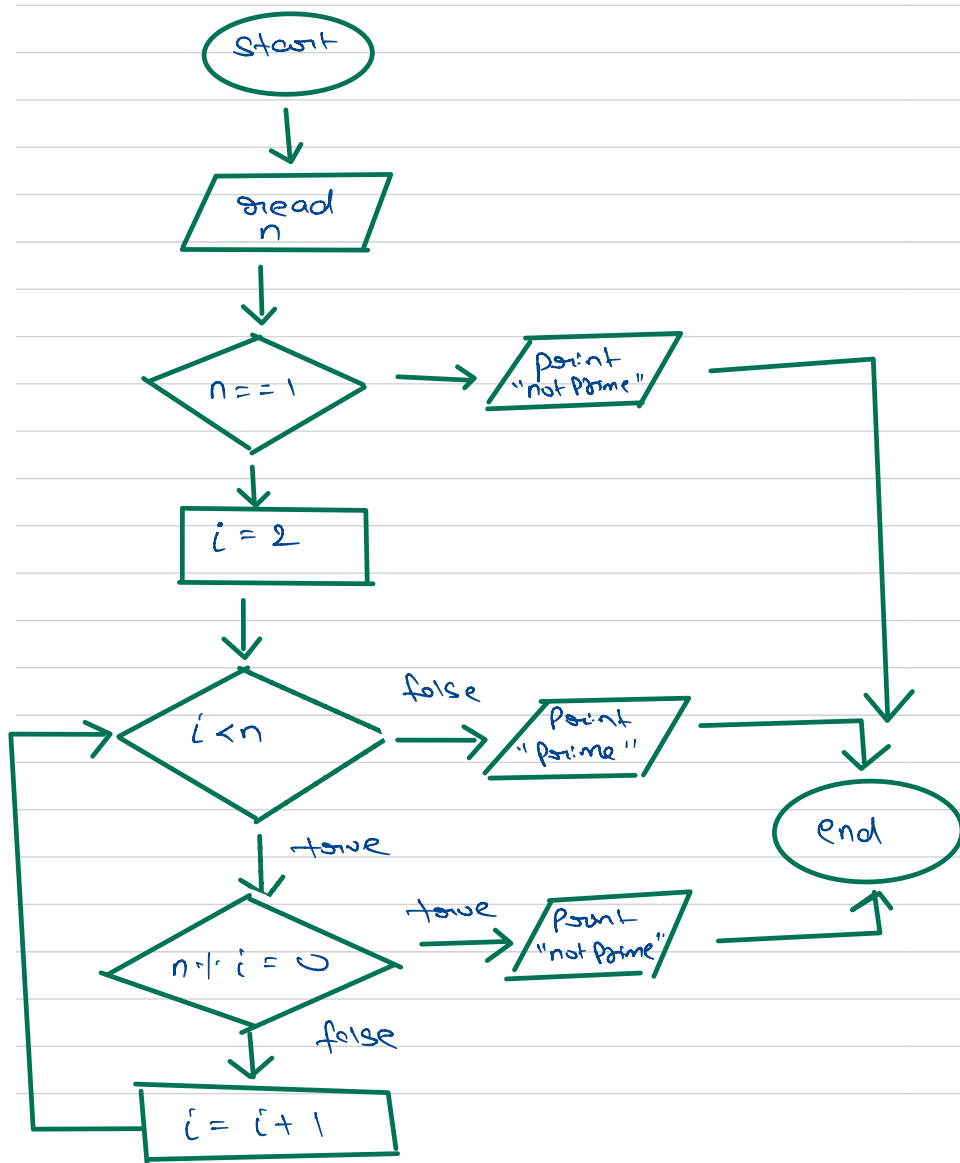 start
read
n
n == 1
print
"not Prime"
i = 2
i < n
false
Print
"prime"
end
true
n % i = 0
true
Print
"not Prime"
false
i = i + 1